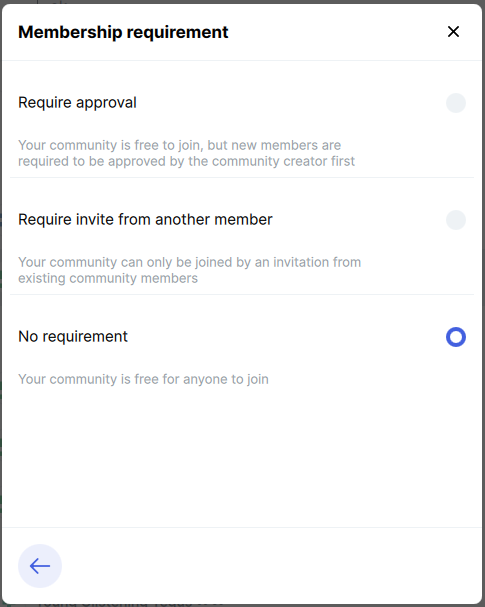 Membership requirement
Require approval
Your community is free to join, but new members are
required to be approved by the community creator first
Require invite from another member
Your community can only be joined by an invitation from
existing community members
No requirement
Your community is free for anyone to join